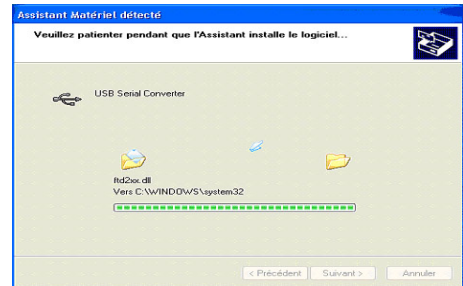 Assistant Matériel détecté
Veuillez patienter pendant que l'Assistant installe le logiciel...
USB Serial Converter
ftd2xx.dll
Vers C:\WINDOWS\system32
< Précédent Suivant > Annuler